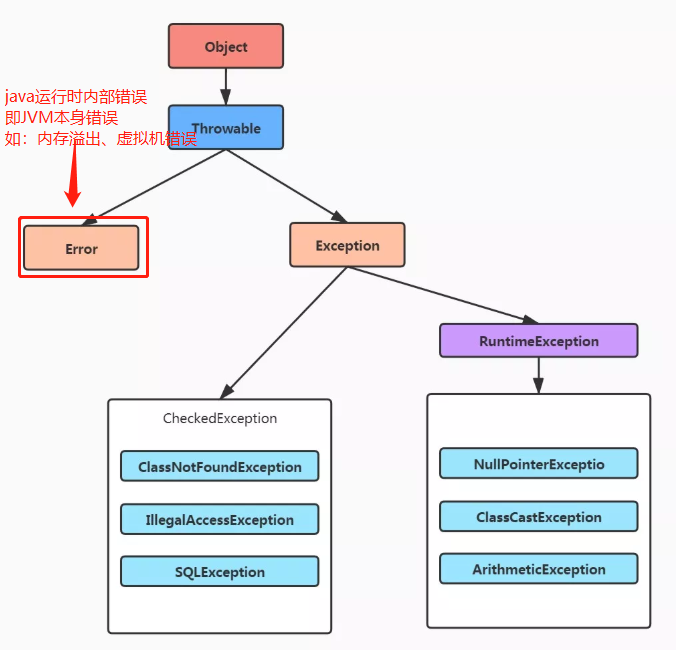 Object
java运行时内部错误
即JVM本身错误
如：内存溢出、虚拟机错误
Throwable
Error
Exception
RuntimeException
CheckedException
ClassNotFoundException
IllegalAccessException
SQLException
NullPointerExceptio
ClassCastException
ArithmeticException